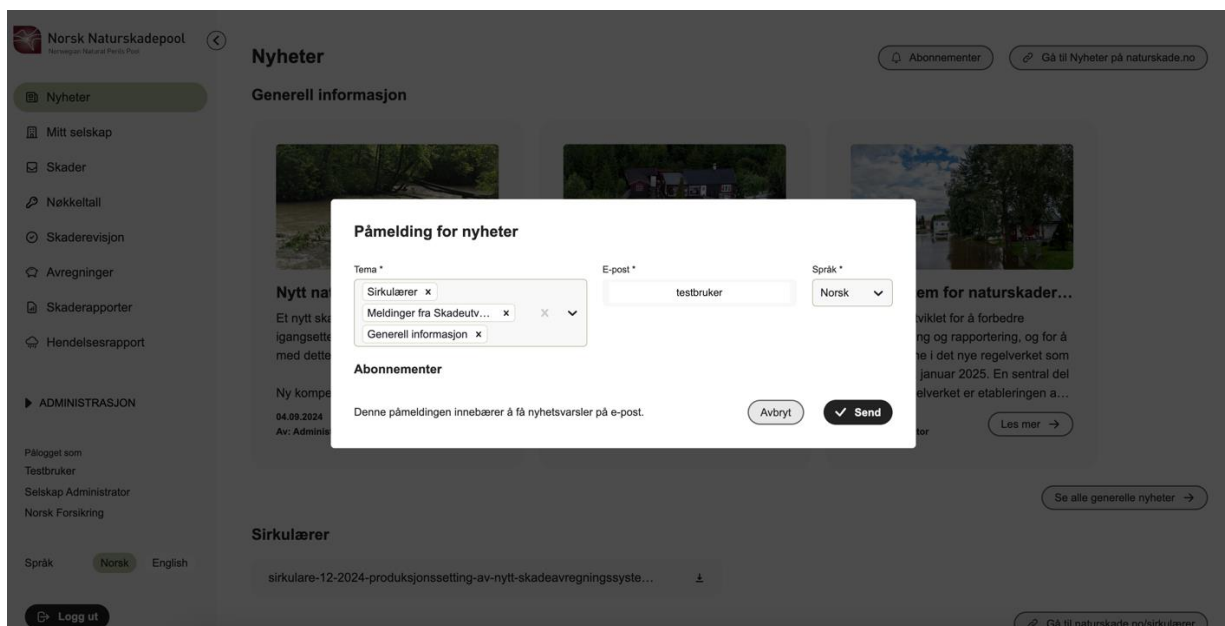 Norsk Naturskadepool
Norwegian Natural Perils Pool
Nyheter
Mitt selskap
Skader
Nøkkeltall
Skaderevisjon
Avregninger
Skaderapporter
Hendelsesrapport
ADMINISTRASJON
Pålogget som
Testbruker
Selskap Administrator
Norsk Forsikring
Språk Norsk English
Logg ut
Nyheter
Abonnementer
Gå til Nyheter på naturskade.no
Generell informasjon
Nytt na
Et nytt ska
igangsette
med dette
Ny kompe
04.09.2024
Av: Adminis
em for naturskader...
viklet for å forbedre
ng og rapportering, og for å
ne i det nye regelverket som
januar 2025. En sentral del
elverket er etableringen a...
tor
Les mer
Påmelding for nyheter
Tema *
Sirkulærer ×
Meldinger fra Skadeutv... ×
Generell informasjon ×
E-post *
testbruker
Språk *
Norsk
Abonnementer
Denne påmeldingen innebærer å få nyhetsvarsler på e-post.
Avbryt
Send
Se alle generelle nyheter
Sirkulærer
sirkulare-12-2024-produksjonssetting-av-nytt-skadeavregningssyste...
Gå til naturskade.no/sirkulærer